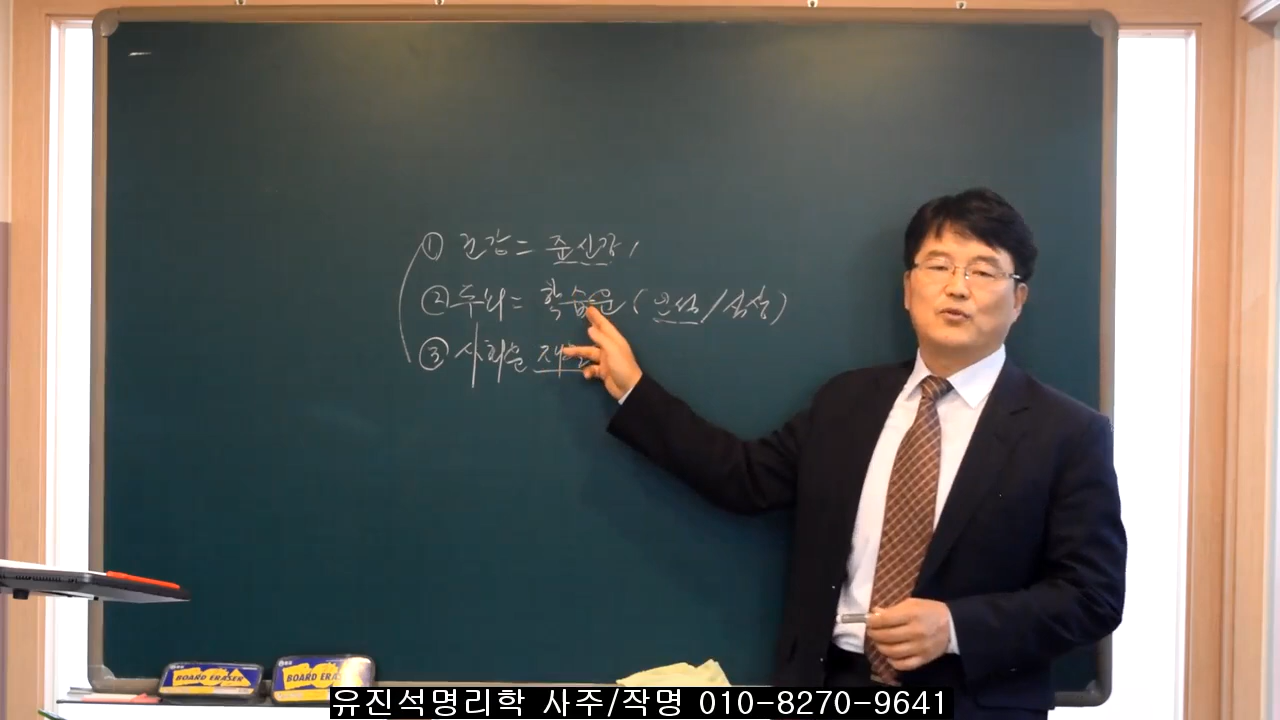 ① 건강 = 준신강,
② 두뇌 = 학습운 (인성/식상)
③ 사회운
BOARD ERASER
BOARD ERA
유진석명리학 사주/작명 010-8270-9641